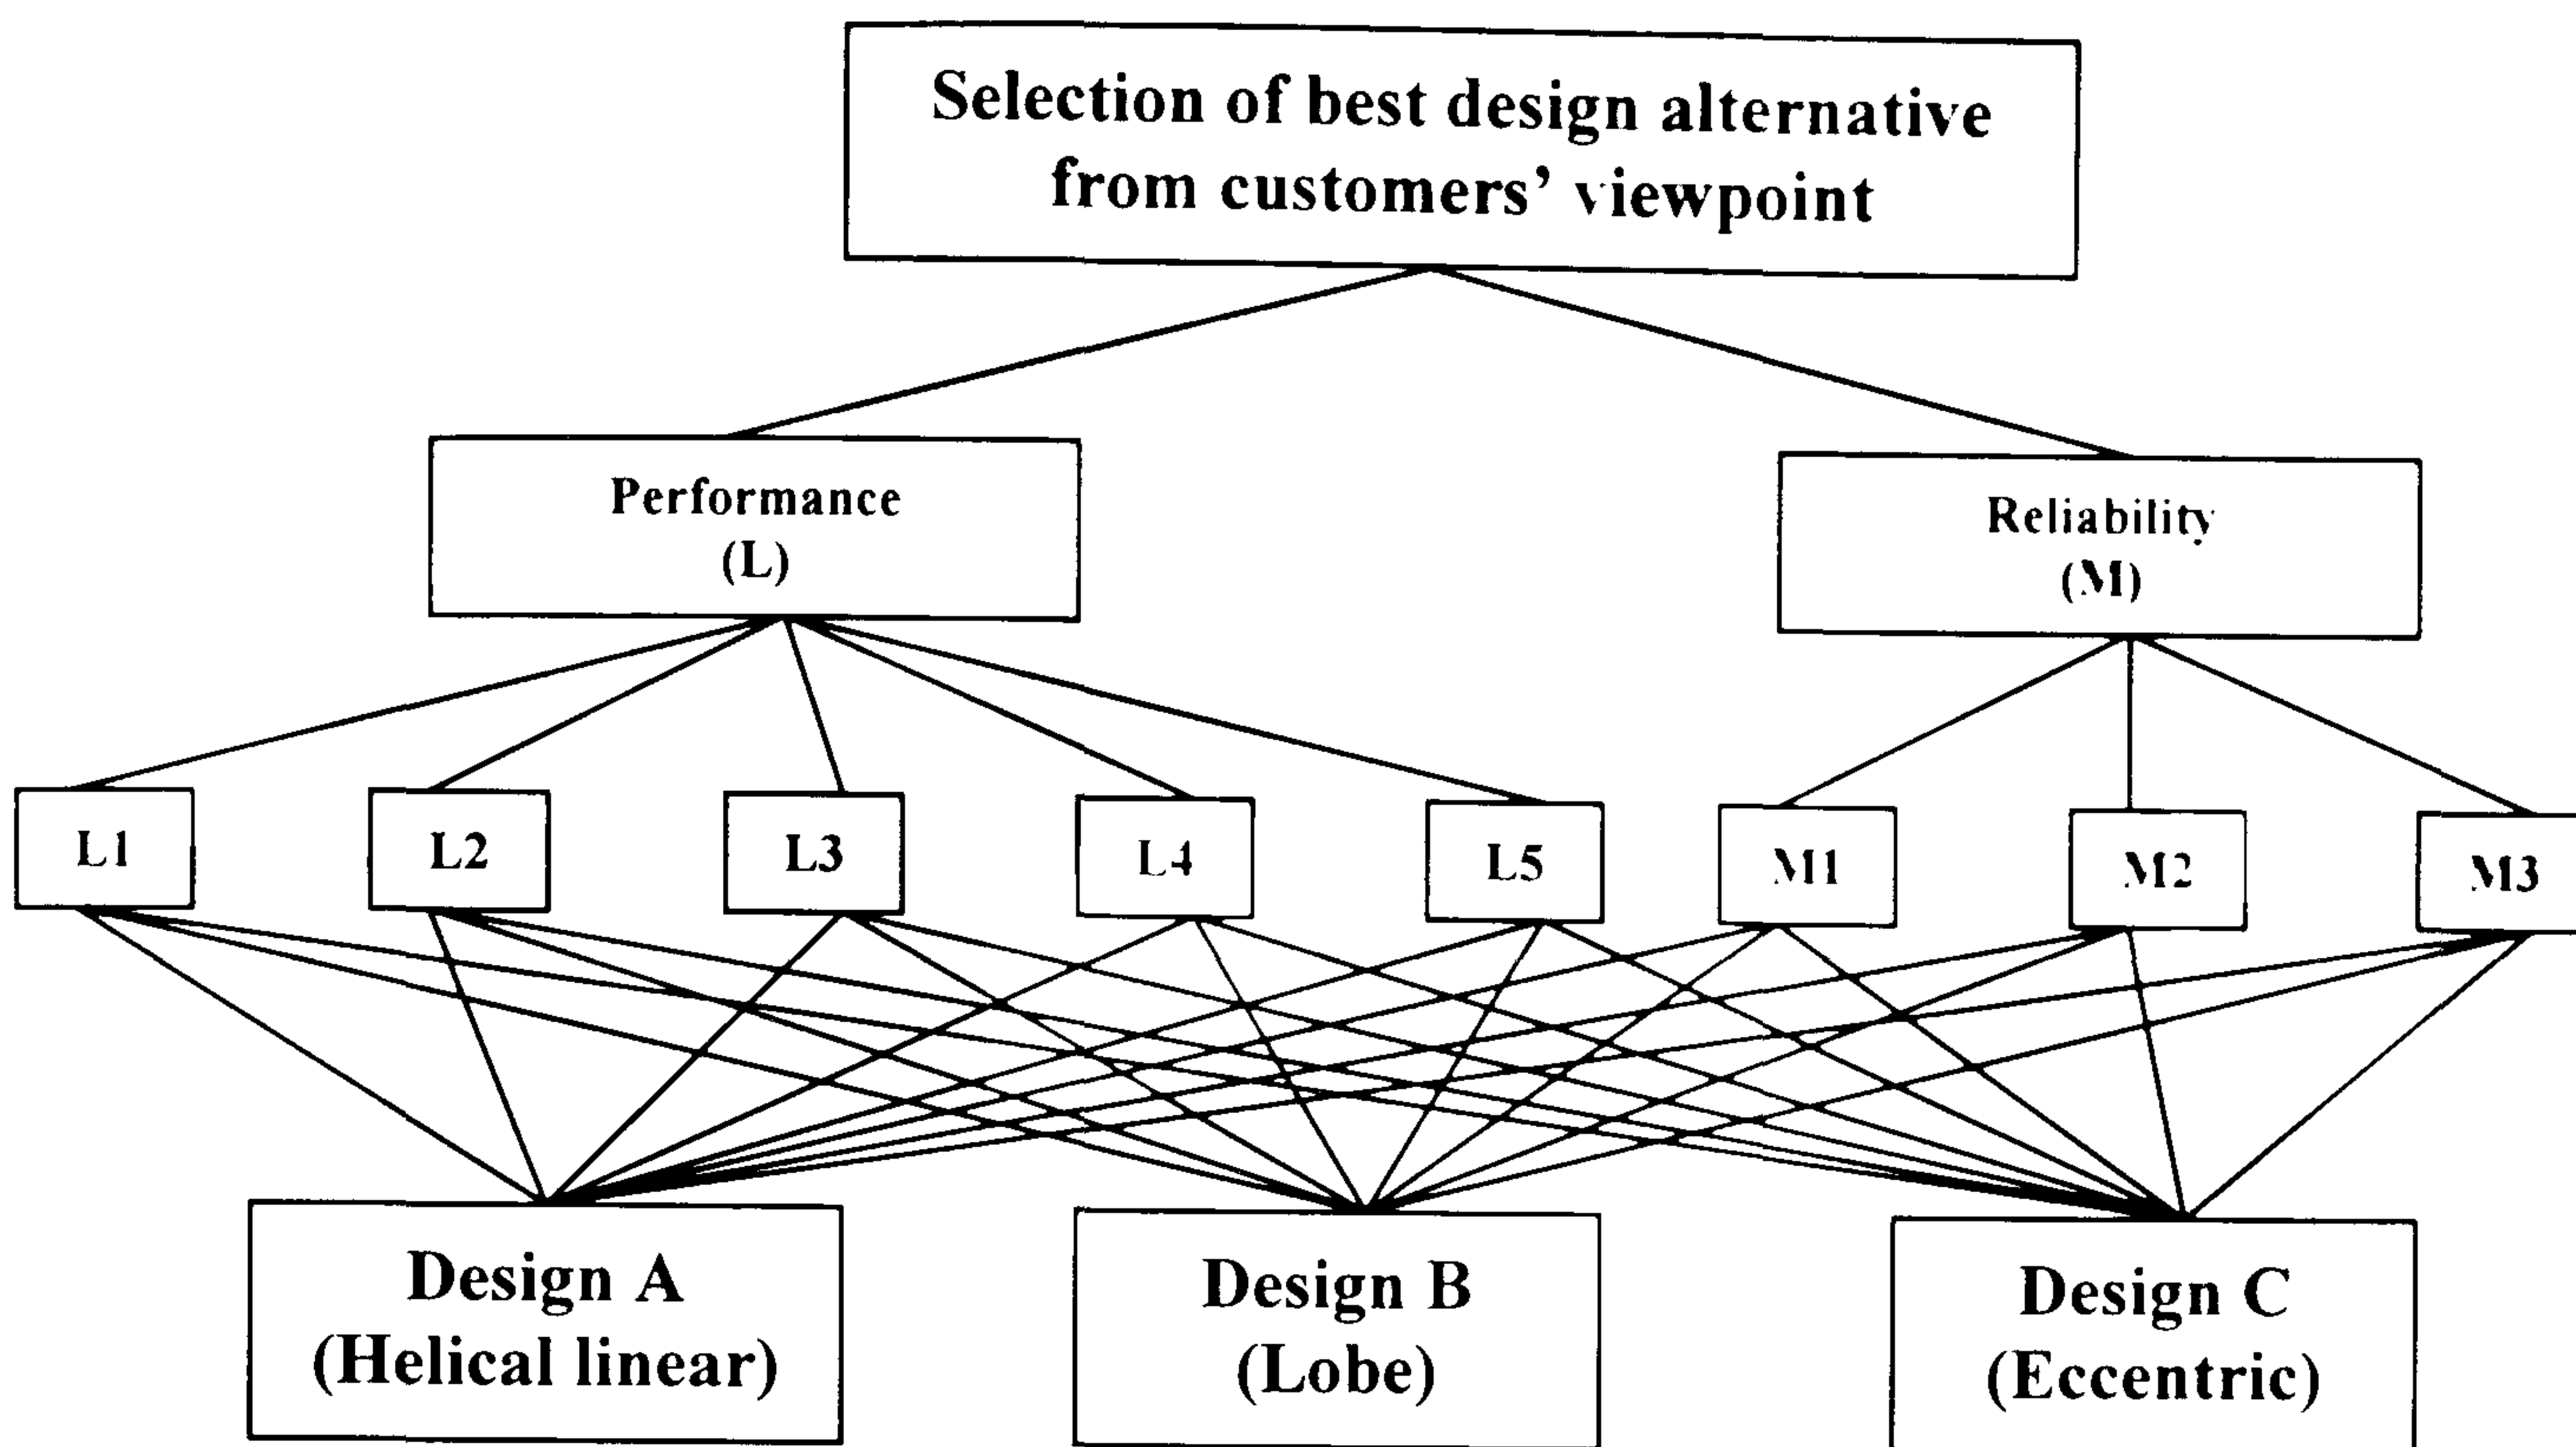 Selection of best design alternative
from customers’ viewpoint
Performance
(L)
Reliability
(M)
L1
L2
L3
L4
L5
M1
M2
M3
Design A
(Helical linear)
Design B
(Lobe)
Design C
(Eccentric)